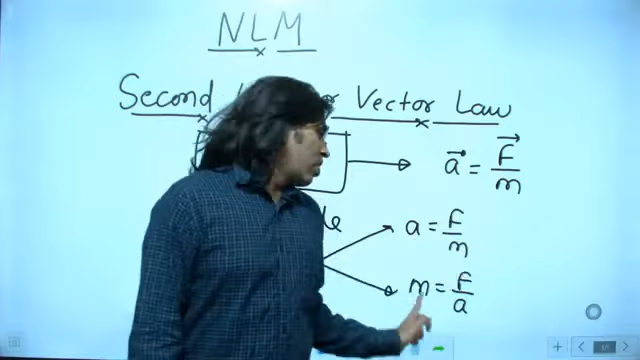 NLM
Second Vector Law
a⃗ = F⃗/m
a = F/m
m = F/a